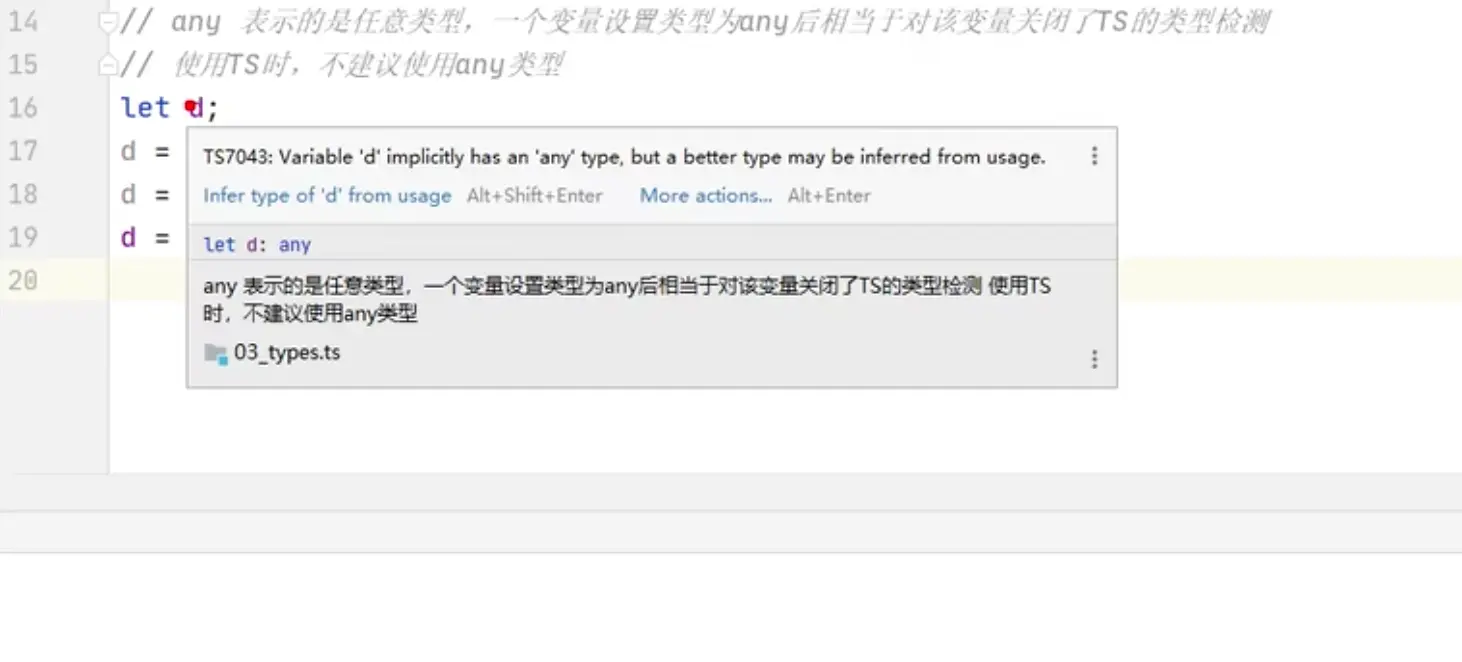 14 // any 表示的是任意类型，一个变量设置类型为any后相当于对该变量关闭了TS的类型检测
15 // 使用TS时，不建议使用any类型
16 let d;
17 d =
18 d =
19 d =
20
TS7043: Variable 'd' implicitly has an 'any' type, but a better type may be inferred from usage.
Infer type of 'd' from usage Alt+Shift+Enter More actions... Alt+Enter
let d: any
any 表示的是任意类型，一个变量设置类型为any后相当于对该变量关闭了TS的类型检测 使用TS
时，不建议使用any类型
03_types.ts